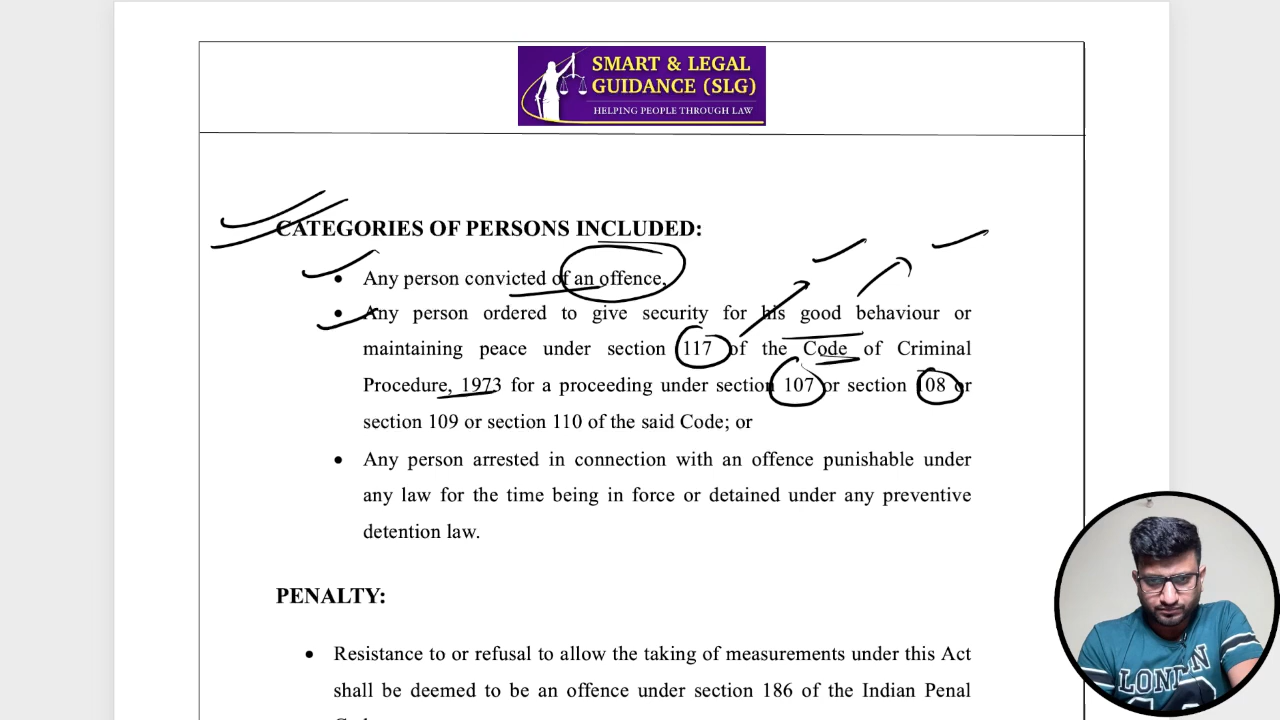 SMART & LEGAL
GUIDANCE (SLG)
HELPING PEOPLE THROUGH LAW
CATEGORIES OF PERSONS INCLUDED:
• Any person convicted of an offence,
• Any person ordered to give security for his good behaviour or
maintaining peace under section 117 of the Code of Criminal
Procedure, 1973 for a proceeding under section 107 or section 108 or
section 109 or section 110 of the said Code; or
• Any person arrested in connection with an offence punishable under
any law for the time being in force or detained under any preventive
detention law.
PENALTY:
• Resistance to or refusal to allow the taking of measurements under this Act
shall be deemed to be an offence under section 186 of the Indian Penal